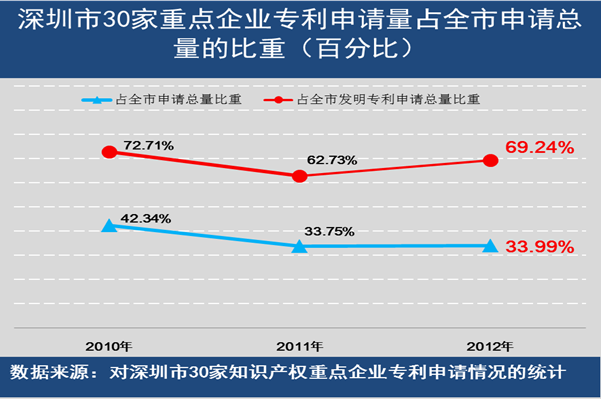 深圳市30家重点企业专利申请量占全市申请总
量的比重（百分比）
占全市申请总量比重 占全市发明专利申请总量比重
72.71% 62.73% 69.24%
42.34% 33.75% 33.99%
2010年 2011年 2012年
数据来源：对深圳市30家知识产权重点企业专利申请情况的统计